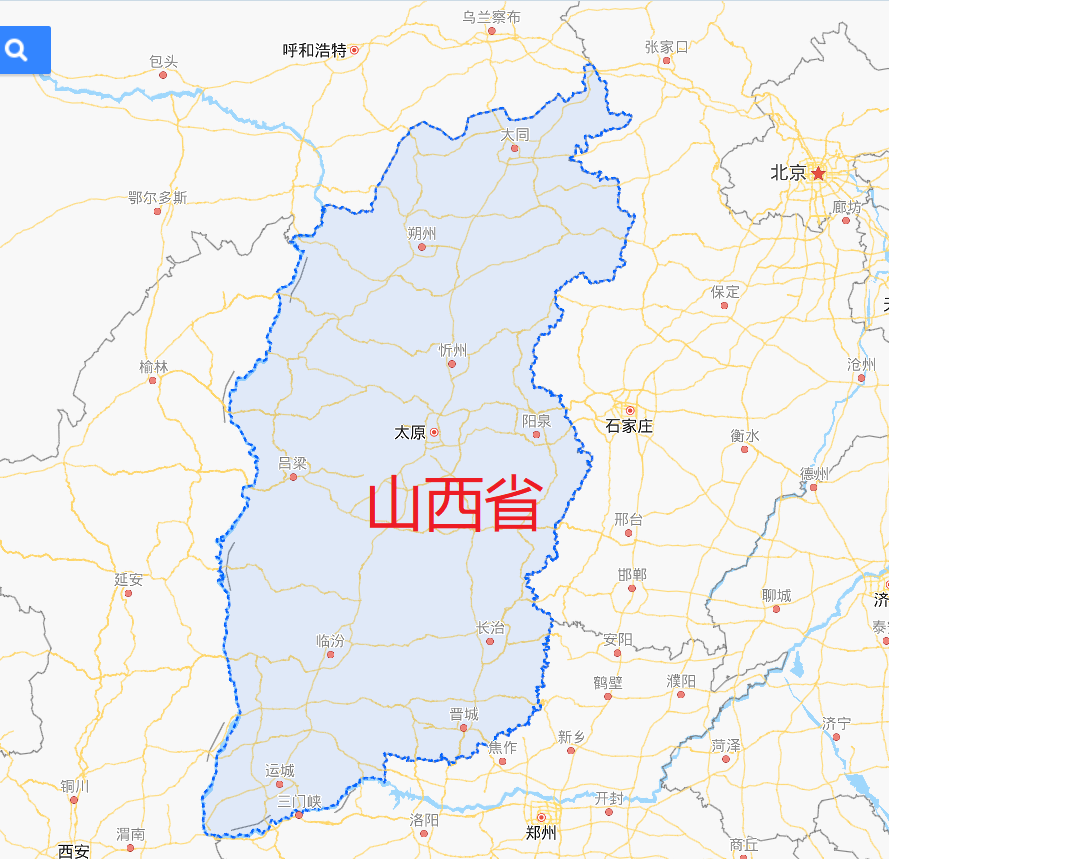 乌兰察布
呼和浩特
张家口
包头
大同
北京
鄂尔多斯
廊坊
朔州
保定
忻州
沧州
榆林
阳泉
太原
石家庄
衡水
吕梁
德州
山西省
邢台
延安
邯郸
聊城
济
泰安
长治
临汾
安阳
鹤壁
濮阳
晋城
济宁
焦作
新乡
菏泽
运城
铜川
三门峡
开封
洛阳
郑州
渭南
商丘
西安